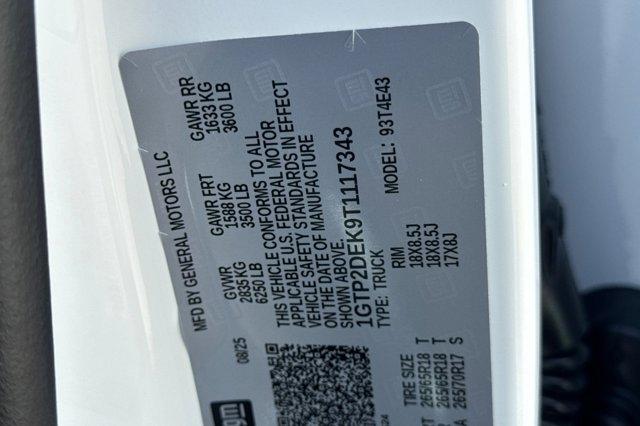 MFD BY GENERAL MOTORS LLC
08/25
GVWR GAWR FRT GAWR RR
2835 KG 1588 KG 1633 KG
6250 LB 3500 LB 3600 LB
THIS VEHICLE CONFORMS TO ALL
APPLICABLE U.S. FEDERAL MOTOR
VEHICLE SAFETY STANDARDS IN EFFECT
ON THE DATE OF MANUFACTURE
SHOWN ABOVE.
1GTP2DEK9T1117343
TYPE: TRUCK MODEL: 93T4E43
TIRE SIZE RIM
265/65R18 T 18X8.5J
265/65R18 T 18X8.5J
265/70R17 S 17X8J
gm